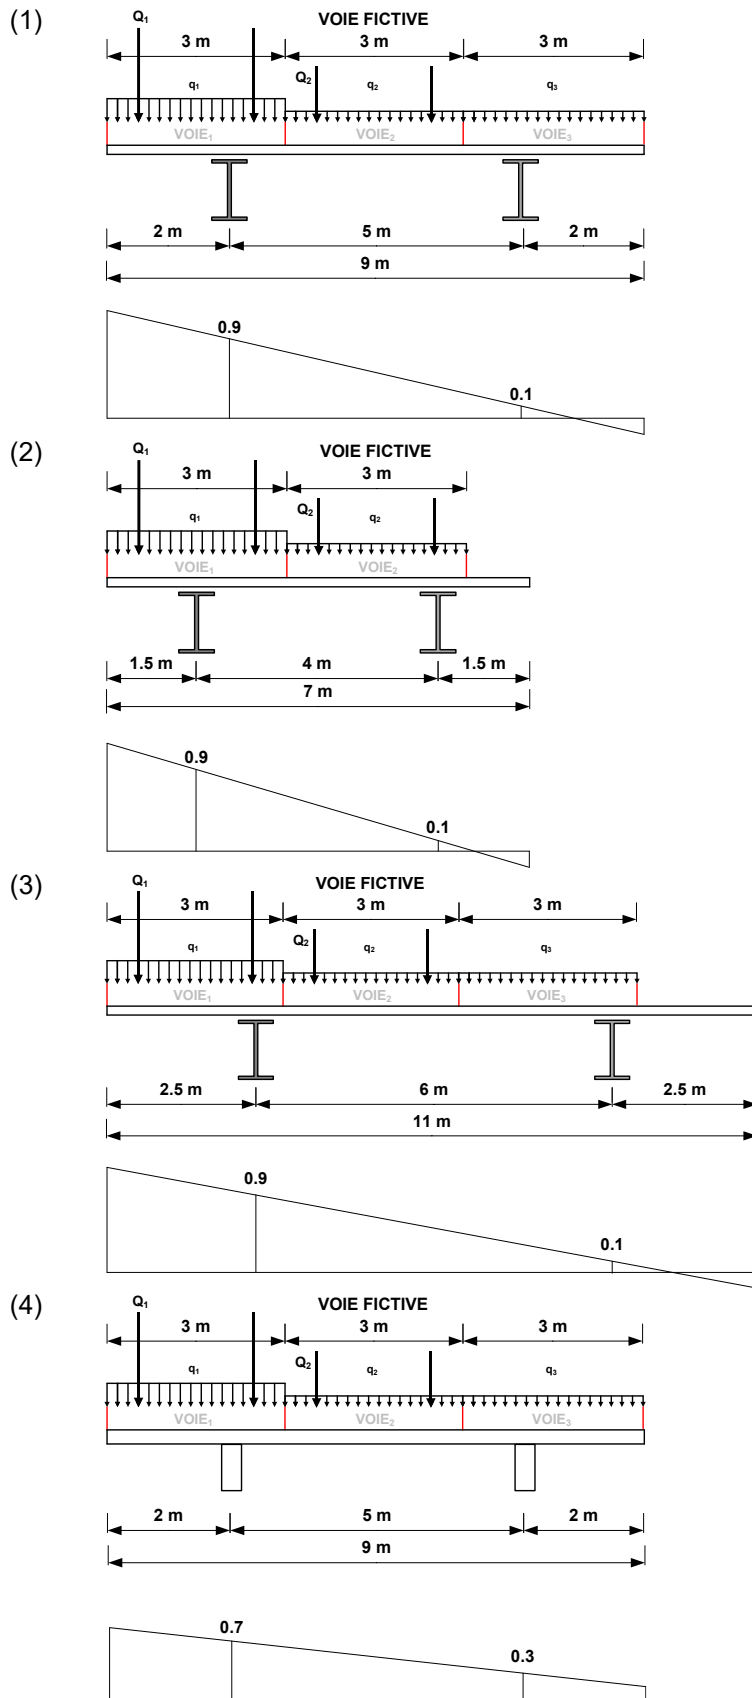 (1)
Q1 VOIE FICTIVE
3 m 3 m 3 m
q1 Q2 q2 q3
VOIE1 VOIE2 VOIE3
2 m 5 m 2 m
9 m
0.9
0.1
(2)
Q1 VOIE FICTIVE
3 m 3 m
q1 Q2 q2
VOIE1 VOIE2
1.5 m 4 m 1.5 m
7 m
0.9
0.1
(3)
Q1 VOIE FICTIVE
3 m 3 m 3 m
q1 Q2 q2 q3
VOIE1 VOIE2 VOIE3
2.5 m 6 m 2.5 m
11 m
0.9
0.1
(4)
Q1 VOIE FICTIVE
3 m 3 m 3 m
q1 Q2 q2 q3
VOIE1 VOIE2 VOIE3
2 m 5 m 2 m
9 m
0.7
0.3